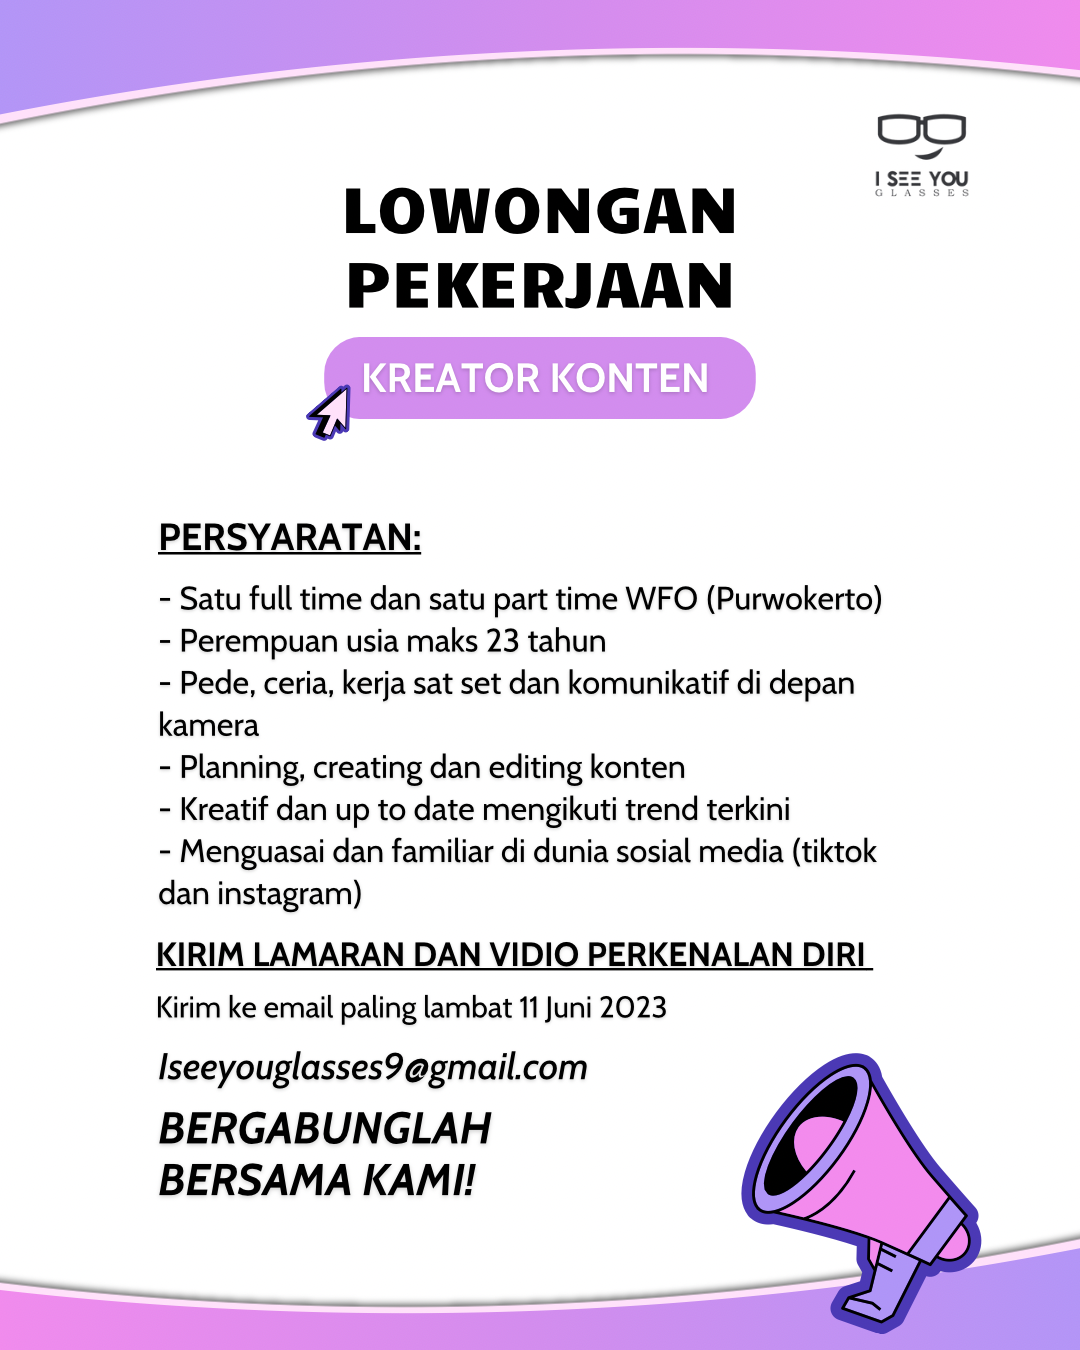 I SEE YOU
GLASSES
LOWONGAN
PEKERJAAN
KREATOR KONTEN
PERSYARATAN:
- Satu full time dan satu part time WFO (Purwokerto)
- Perempuan usia maks 23 tahun
- Pede, ceria, kerja sat set dan komunikatif di depan
kamera
- Planning, creating dan editing konten
- Kreatif dan up to date mengikuti trend terkini
- Menguasai dan familiar di dunia sosial media (tiktok
dan instagram)
KIRIM LAMARAN DAN VIDIO PERKENALAN DIRI
Kirim ke email paling lambat 11 Juni 2023
Iseeyouglasses9@gmail.com
BERGABUNGLAH
BERSAMA KAMI!